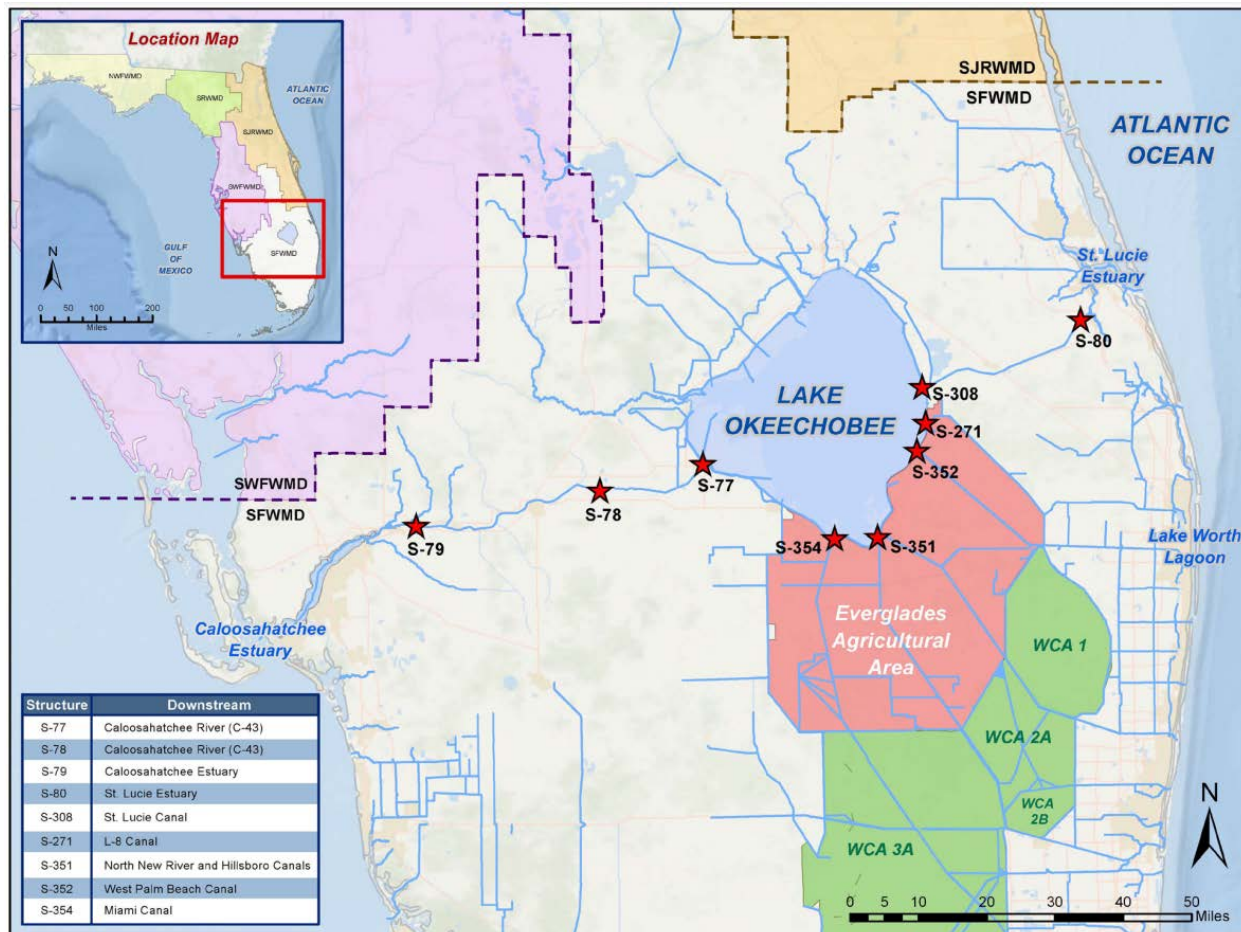 Location Map
NWFWMD
SRWMD
SJRWMD
SWFWMD
SFWMD
ATLANTIC
OCEAN
GULF
OF
MEXICO
N
0 50 100 200
Miles
SJRWMD
SFWMD
ATLANTIC
OCEAN
St. Lucie
Estuary
S-80
LAKE
OKEECHOBEE
S-308
S-271
S-352
S-77
S-78
S-79
SWFWMD
SFWMD
S-354
S-351
Lake Worth
Lagoon
Everglades
Agricultural
Area
Caloosahatchee
Estuary
WCA 1
WCA 2A
WCA
2B
WCA 3A
Structure Downstream
S-77 Caloosahatchee River (C-43)
S-78 Caloosahatchee River (C-43)
S-79 Caloosahatchee Estuary
S-80 St. Lucie Estuary
S-308 St. Lucie Canal
S-271 L-8 Canal
S-351 North New River and Hillsboro Canals
S-352 West Palm Beach Canal
S-354 Miami Canal
N
0 5 10 20 30 40 50
Miles